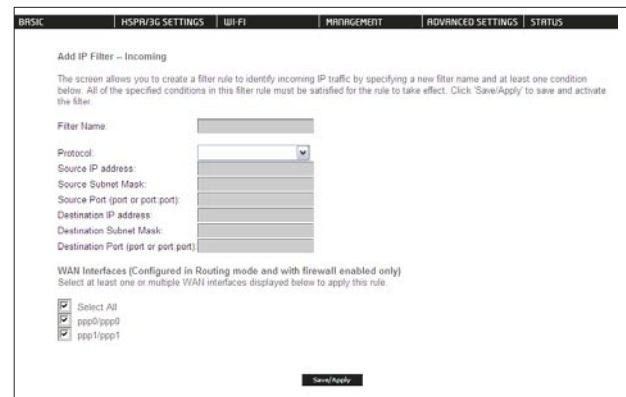 BASIC HSPA/3G SETTINGS WI-FI MANAGEMENT ADVANCED SETTINGS STATUS
Add IP Filter -- Incoming
The screen allows you to create a filter rule to identify incoming IP traffic by specifying a new filter name and at least one condition
below. All of the specified conditions in this filter rule must be satisfied for the rule to take effect. Click 'Save/Apply' to save and activate
the filter.
Filter Name:
Protocol:
Source IP address:
Source Subnet Mask:
Source Port (port or port:port):
Destination IP address:
Destination Subnet Mask:
Destination Port (port or port:port):
WAN Interfaces (Configured in Routing mode and with firewall enabled only)
Select at least one or multiple WAN interfaces displayed below to apply this rule.
Select All
ppp0/ppp0
ppp1/ppp1
Save/Apply